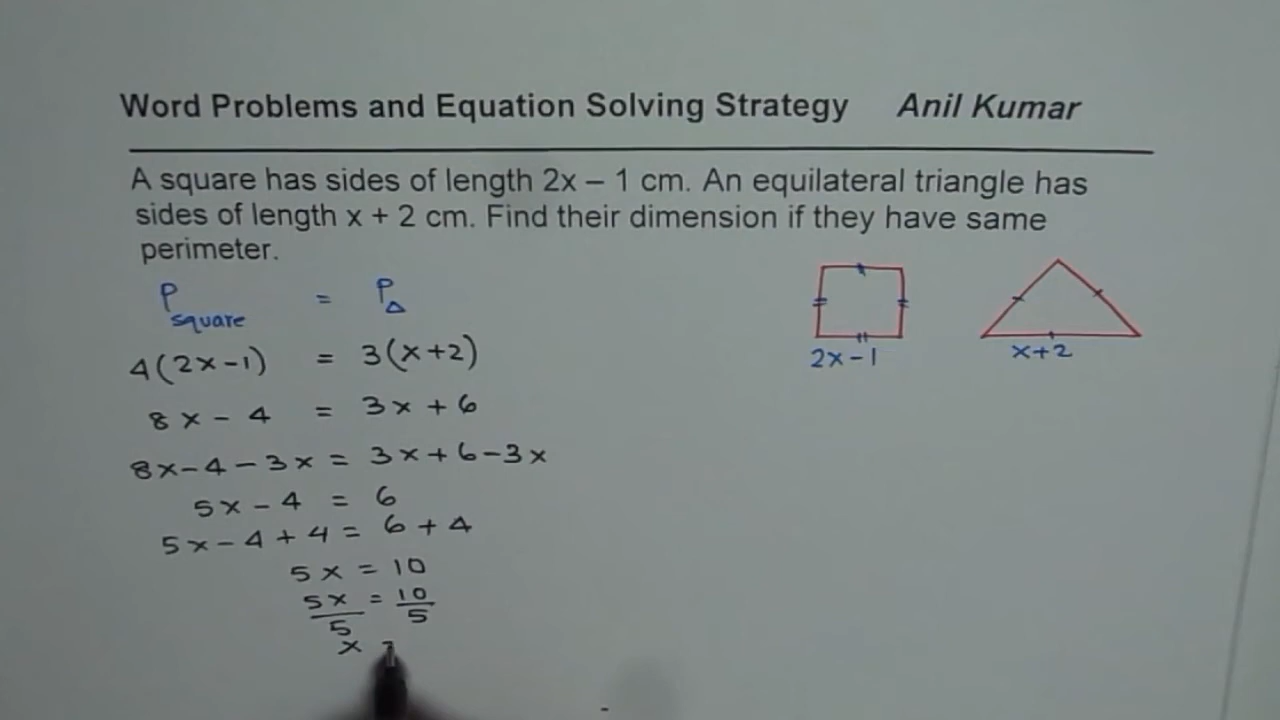 Word Problems and Equation Solving Strategy Anil Kumar
A square has sides of length 2x – 1 cm. An equilateral triangle has
sides of length x + 2 cm. Find their dimension if they have same
perimeter.
P square = P△
4(2x-1) = 3(x+2)
8x - 4 = 3x + 6
8x-4-3x = 3x+6-3x
5x - 4 = 6
5x-4+4 = 6+4
5x = 10
5x/5 = 10/5
x =
2x-1
x+2